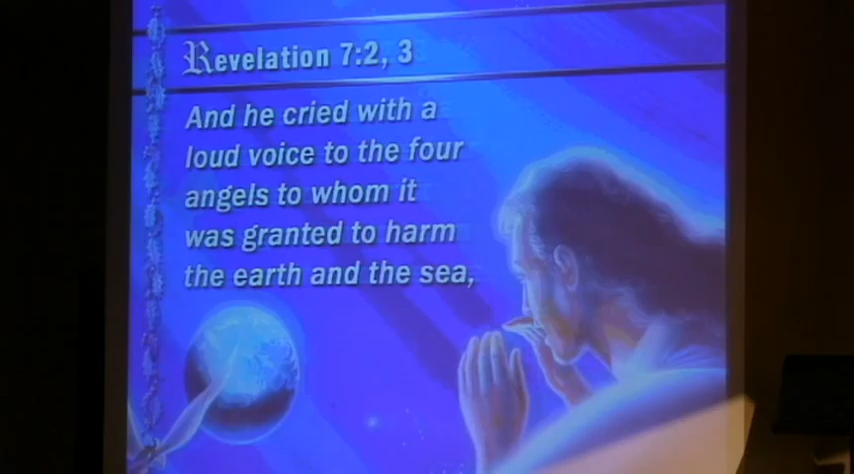 Revelation 7:2, 3
And he cried with a
loud voice to the four
angels to whom it
was granted to harm
the earth and the sea,